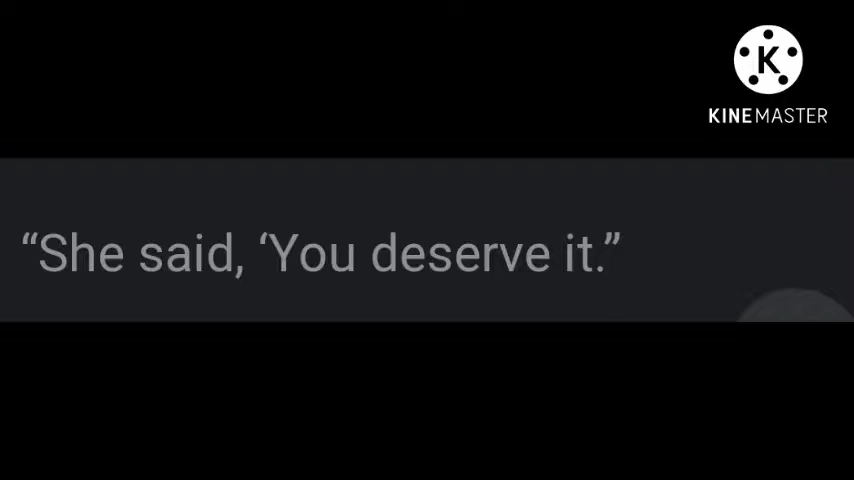 K
KINEMASTER
“She said, ‘You deserve it.”